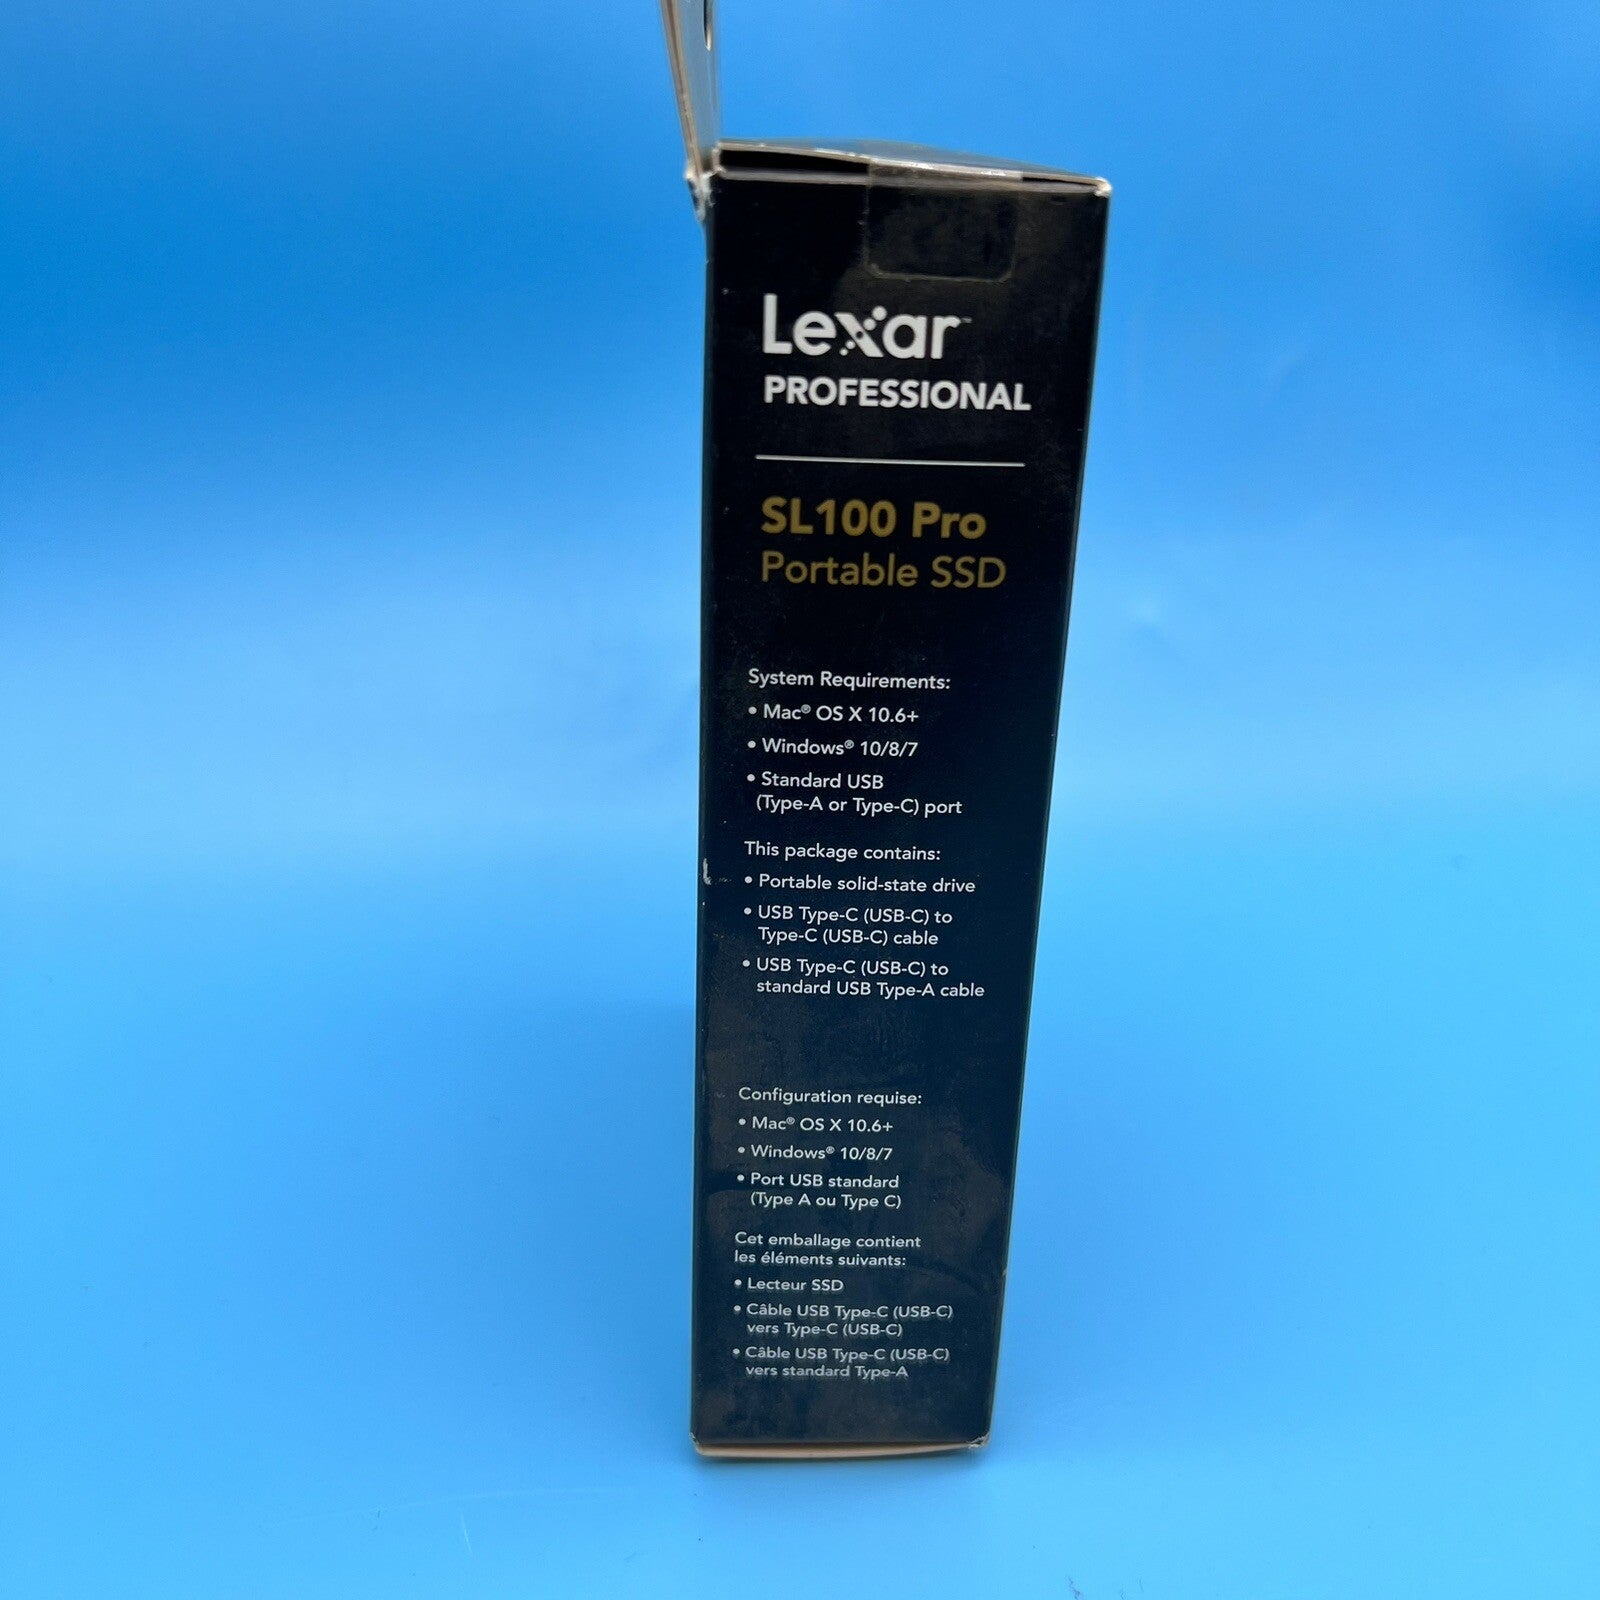 Lexar™
PROFESSIONAL
SL100 Pro
Portable SSD
System Requirements:
• Mac® OS X 10.6+
• Windows® 10/8/7
• Standard USB
(Type-A or Type-C) port
This package contains:
• Portable solid-state drive
• USB Type-C (USB-C) to
Type-C (USB-C) cable
• USB Type-C (USB-C) to
standard USB Type-A cable
Configuration requise:
• Mac® OS X 10.6+
• Windows® 10/8/7
• Port USB standard
(Type A ou Type C)
Cet emballage contient
les éléments suivants:
• Lecteur SSD
• Câble USB Type-C (USB-C)
vers Type-C (USB-C)
• Câble USB Type-C (USB-C)
vers standard Type-A